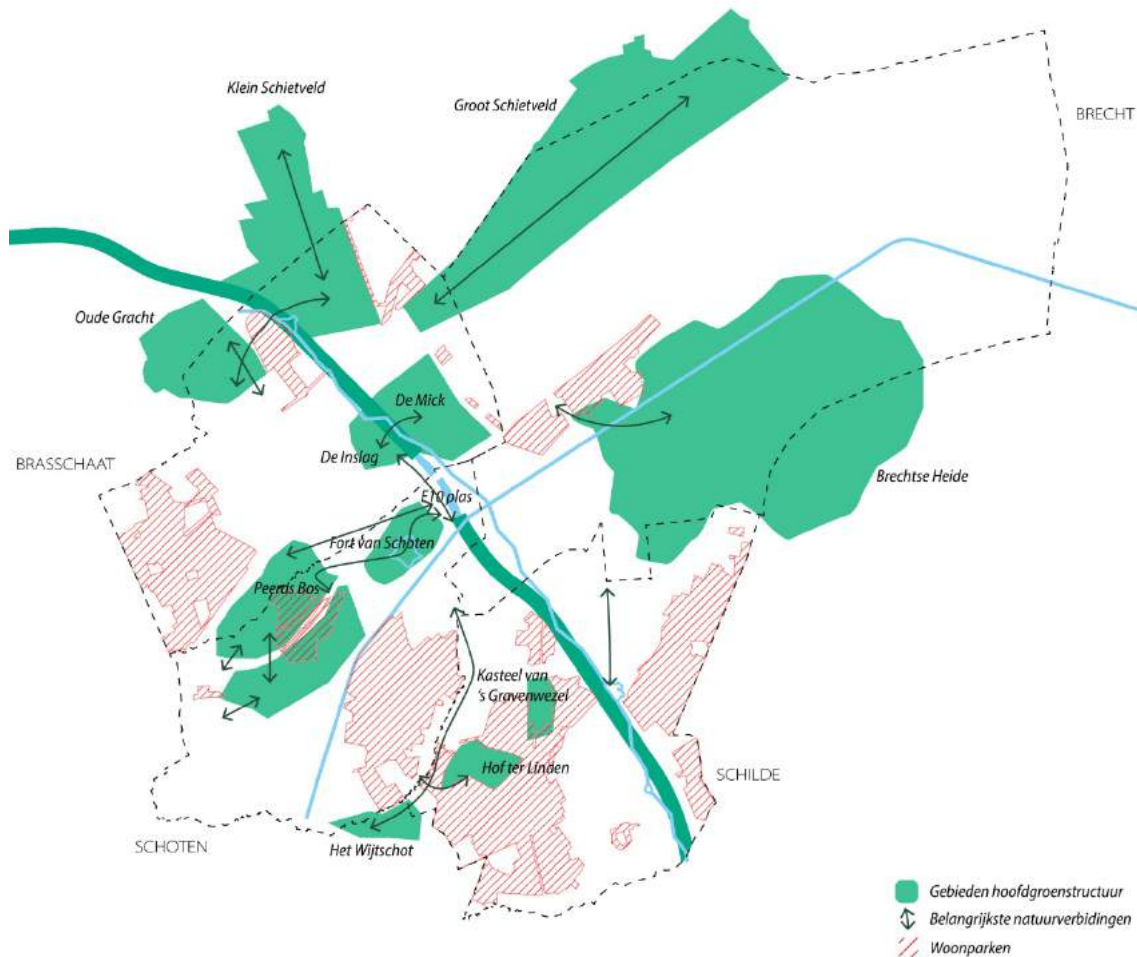 Klein Schietveld
Groot Schietveld
BRECHT
Oude Gracht
De Mick
De Inslag
BRASSCHAAT
E10 plas
Brechtse Heide
Fort van Schoten
Peerds Bos
Kasteel van
's Gravenwezel
Hof ter Linden
SCHILDE
SCHOTEN
Het Wijtschot
Gebieden hoofdgroenstructuur
Belangrijkste natuurverbidingen
Woonparken